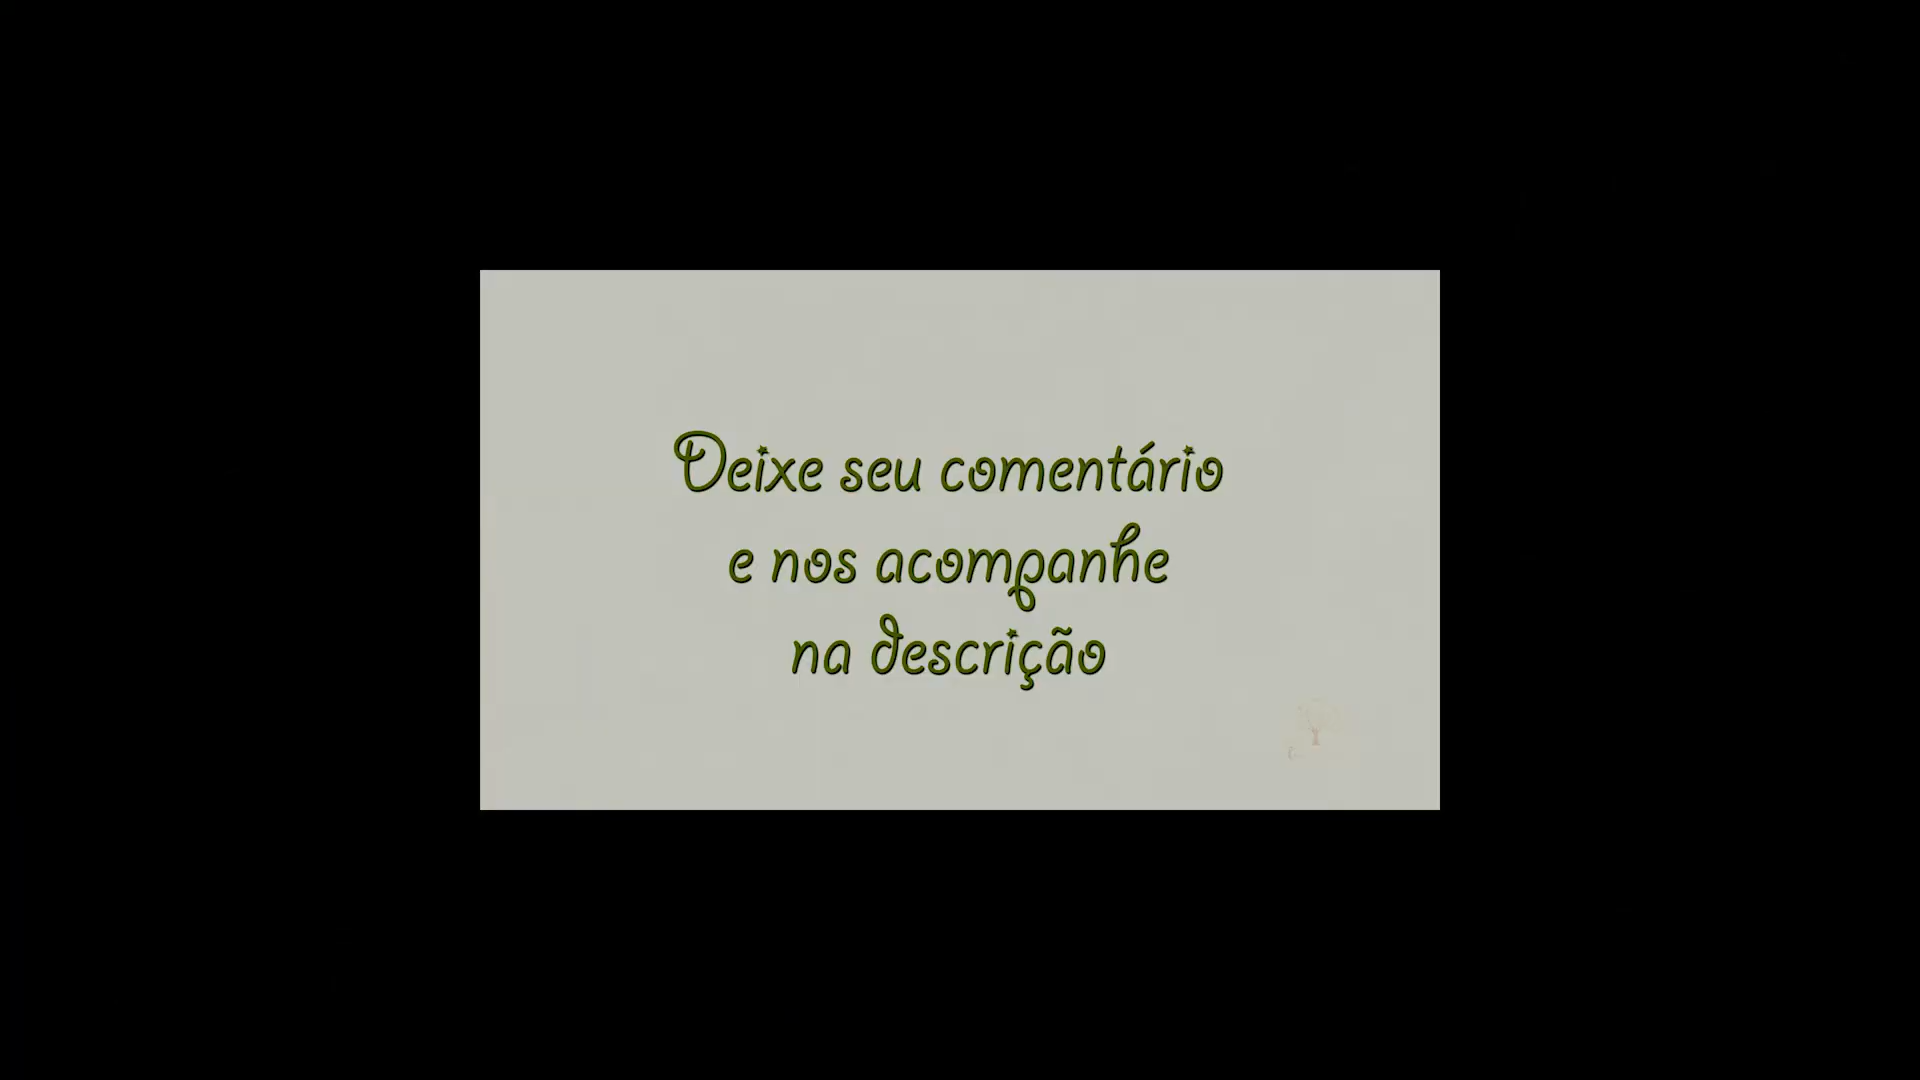 Deixe seu comentário
e nos acompanhe
na descrição